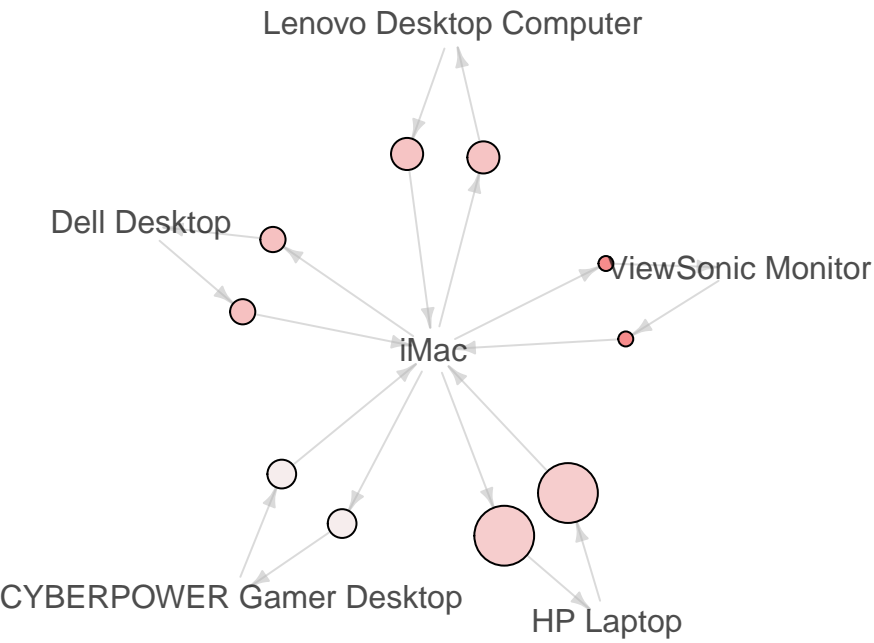 Lenovo Desktop Computer
Dell Desktop
ViewSonic Monitor
iMac
CYBERPOWER Gamer Desktop
HP Laptop